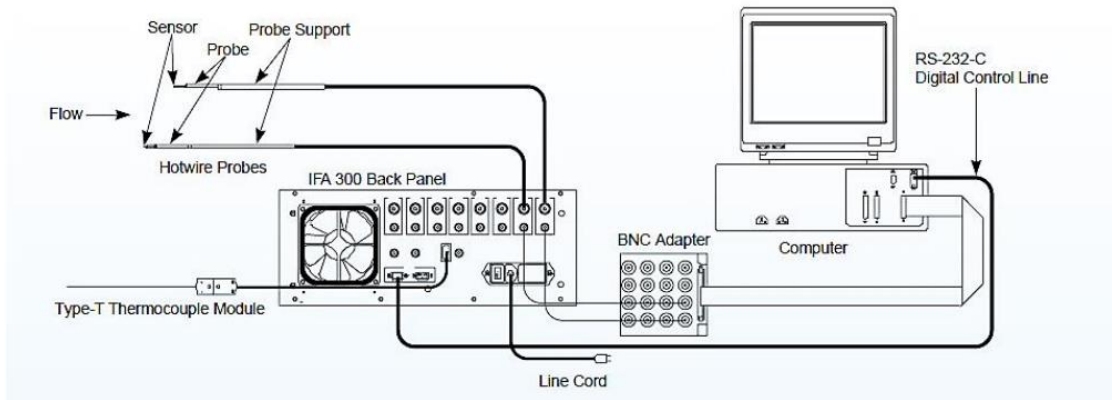 Sensor
Probe Support
Probe
Flow
Hotwire Probes
IFA 300 Back Panel
RS-232-C
Digital Control Line
BNC Adapter
Computer
Type-T Thermocouple Module
Line Cord